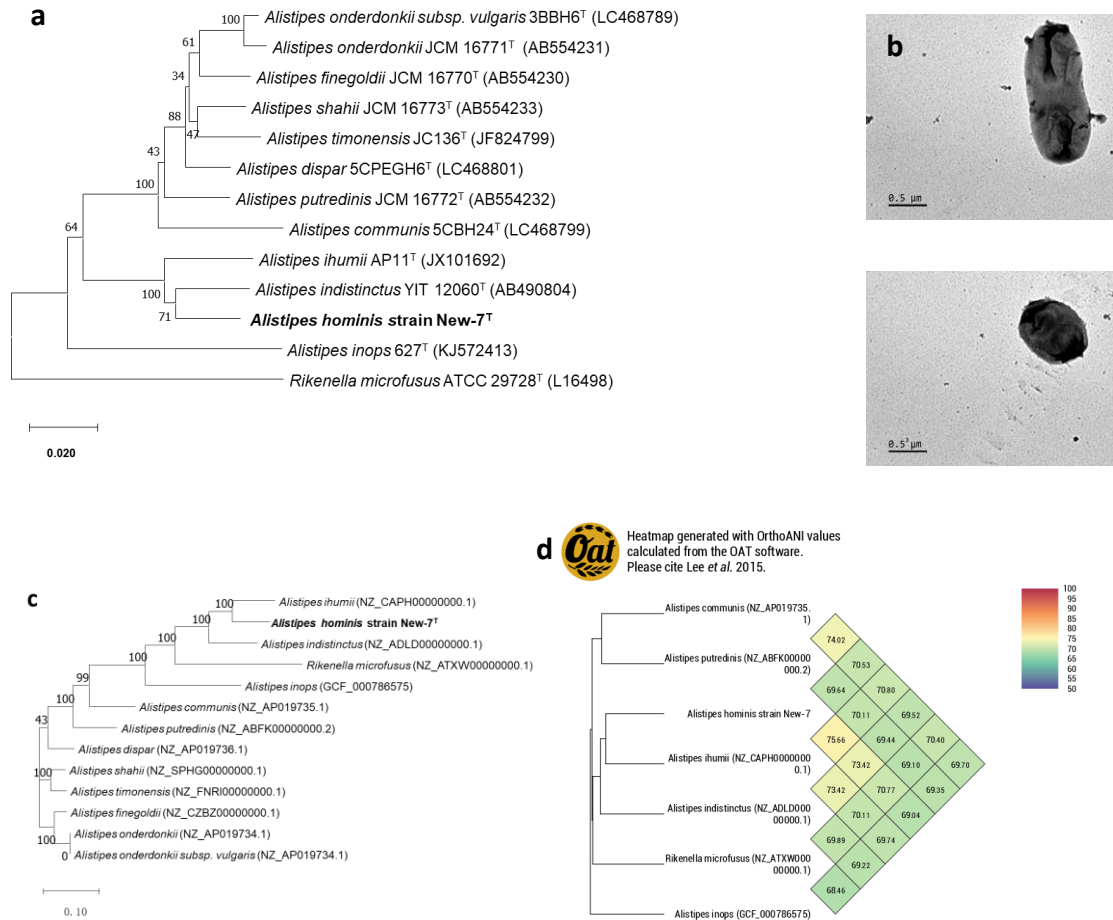 a
Alistipes onderdonkii subsp. vulgaris 3BBH6ᵀ (LC468789)
Alistipes onderdonkii JCM 16771ᵀ (AB554231)
Alistipes finegoldii JCM 16770ᵀ (AB554230)
Alistipes shahii JCM 16773ᵀ (AB554233)
Alistipes timonensis JC136ᵀ (JF824799)
Alistipes dispar 5CPEGH6ᵀ (LC468801)
Alistipes putredinis JCM 16772ᵀ (AB554232)
Alistipes communis 5CBH24ᵀ (LC468799)
Alistipes ihumii AP11ᵀ (JX101692)
Alistipes indistinctus YIT 12060ᵀ (AB490804)
Alistipes hominis strain New-7ᵀ
Alistipes inops 627ᵀ (KJ572413)
Rikenella microfusus ATCC 29728ᵀ (L16498)
100
61
34
88
47
43
100
64
100
71
0.020
b
0.5 µm
0.5³ µm
c
Alistipes ihumii (NZ_CAPH00000000.1)
Alistipes hominis strain New-7ᵀ
Alistipes indistinctus (NZ_ADLD00000000.1)
Rikenella microfusus (NZ_ATXW00000000.1)
Alistipes inops (GCF_000786575)
Alistipes communis (NZ_AP019735.1)
Alistipes putredinis (NZ_ABFK00000000.2)
Alistipes dispar (NZ_AP019736.1)
Alistipes shahii (NZ_SPHG00000000.1)
Alistipes timonensis (NZ_FNRI00000000.1)
Alistipes finegoldii (NZ_CZBZ00000000.1)
Alistipes onderdonkii (NZ_AP019734.1)
Alistipes onderdonkii subsp. vulgaris (NZ_AP019734.1)
100
100
100
100
99
100
43
100
100
0
0. 10
d
Oat
Heatmap generated with OrthoANI values
calculated from the OAT software.
Please cite Lee et al. 2015.
100
95
90
85
80
75
70
65
60
55
50
Alistipes communis (NZ_AP019735.
1)
Alistipes putredinis (NZ_ABFK00000
000.2)
Alistipes hominis strain New-7
Alistipes ihumii (NZ_CAPH0000000
0.1)
Alistipes indistinctus (NZ_ADLD0000
0000.1)
Rikenella microfusus (NZ_ATXW000
00000.1)
Alistipes inops (GCF_000786575)
74.02
70.53
69.64 70.80
70.11 69.52
75.66 69.44 70.40
73.42 69.10 69.70
73.42 70.77 69.35
70.11 69.04
69.89 69.74
69.22
68.46